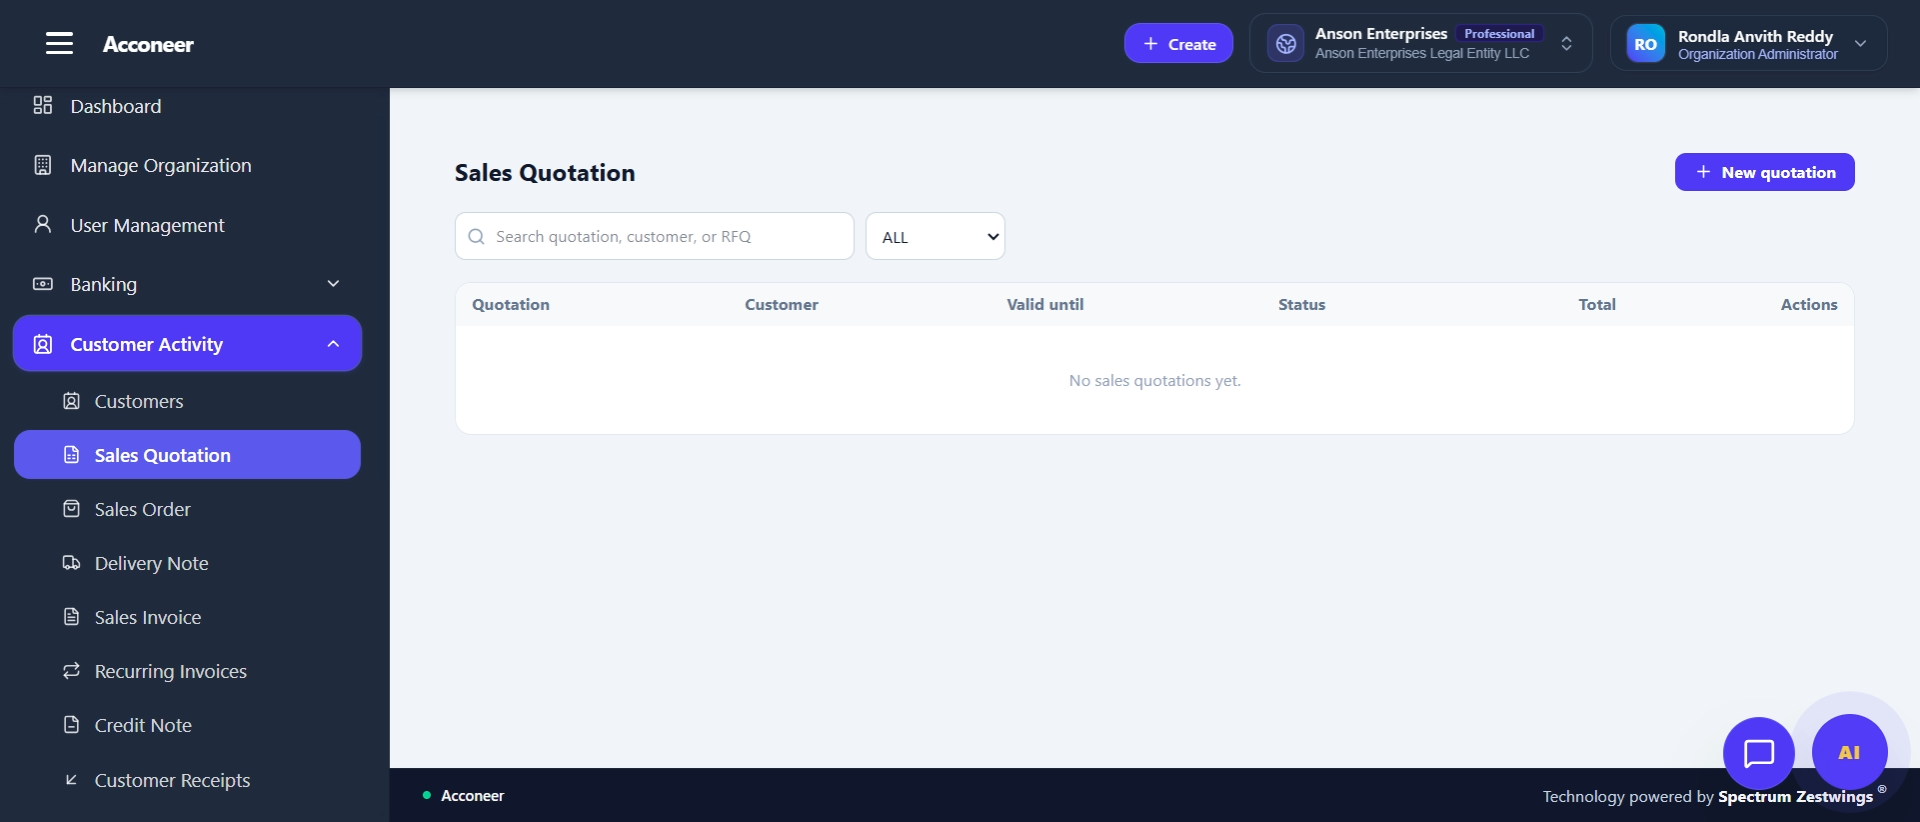 Acconeer
Create
Anson Enterprises Professional
Anson Enterprises Legal Entity LLC
RO
Rondla Anvith Reddy
Organization Administrator
Dashboard
Manage Organization
User Management
Banking
Customer Activity
Customers
Sales Quotation
Sales Order
Delivery Note
Sales Invoice
Recurring Invoices
Credit Note
Customer Receipts
Sales Quotation
New quotation
Search quotation, customer, or RFQ
ALL
Quotation Customer Valid until Status Total Actions
No sales quotations yet.
AI
Acconeer
Technology powered by Spectrum Zestwings ®